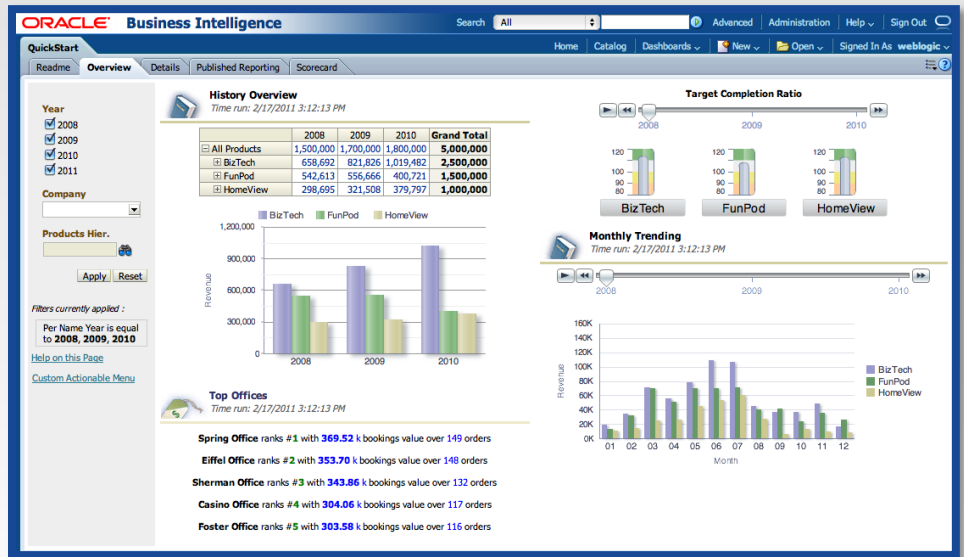 ORACLE Business Intelligence
Search All Advanced Administration Help Sign Out
QuickStart
Home Catalog Dashboards New Open Signed In As weblogic
Readme Overview Details Published Reporting Scorecard
Year
2008
2009
2010
2011
Company
Products Hier.
Apply Reset
Filters currently applied :
Per Name Year is equal
to 2008, 2009, 2010
Help on this Page
Custom Actionable Menu
History Overview
Time run: 2/17/2011 3:12:13 PM
2008 2009 2010 Grand Total
All Products 1,500,000 1,700,000 1,800,000 5,000,000
BizTech 658,692 821,826 1,019,482 2,500,000
FunPod 542,613 556,666 400,721 1,500,000
HomeView 298,695 321,508 379,797 1,000,000
BizTech FunPod HomeView
1,200,000
900,000
600,000
300,000
0
Revenue
2008 2009 2010
Top Offices
Time run: 2/17/2011 3:12:13 PM
Spring Office ranks #1 with 369.52 k bookings value over 149 orders
Eiffel Office ranks #2 with 353.70 k bookings value over 148 orders
Sherman Office ranks #3 with 343.86 k bookings value over 132 orders
Casino Office ranks #4 with 304.06 k bookings value over 117 orders
Foster Office ranks #5 with 303.58 k bookings value over 116 orders
Target Completion Ratio
2008 2009 2010
120 120 120
100 100 100
90 90 90
80 80 80
BizTech FunPod HomeView
Monthly Trending
Time run: 2/17/2011 3:12:13 PM
2008 2009 2010
160K
140K
120K
100K
80K
60K
40K
20K
0K
Revenue
01 02 03 04 05 06 07 08 09 10 11 12
Month
BizTech
FunPod
HomeView